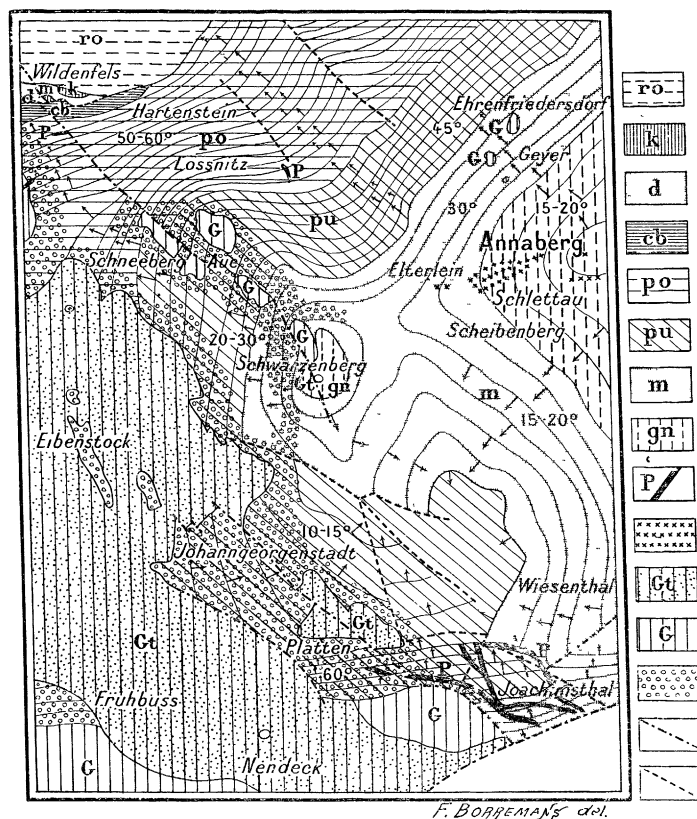 ro
Wildenfels
d m k
cb
P
Hartenstein
50-60° po
Lossnitz
P
pu
Ehrenfriedersdorf
45° G
G Geyer
30° 15-20°
Annaberg
G
Schneeberg Aue
G
Elterlein
Schlettau
Scheibenberg
20-30° G
Schwarzenberg
Gt gn
m
15-20°
Eibenstock
10-15°
Johanngeorgenstadt
Wiesenthal
Gt
Gt
Platten
P P
60° Joachimsthal
Fruhbuss
G
G
Nendeck
ro
k
d
cb
po
pu
m
gn
P
Gt
G
F. BORREMANS del.